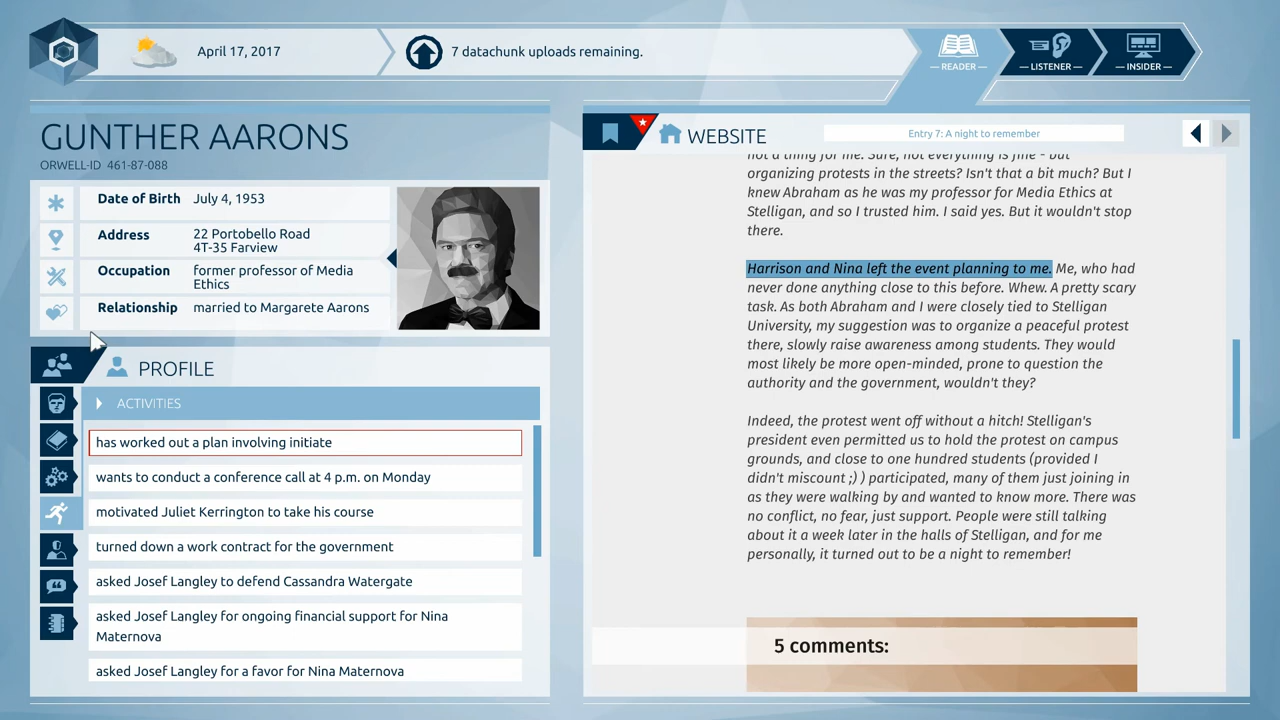 April 17, 2017
7 datachunk uploads remaining.
— READER —
— LISTENER —
— INSIDER —
GUNTHER AARONS
ORWELL-ID 461-87-088
Date of Birth July 4, 1953
Address 22 Portobello Road
4T-35 Farview
Occupation former professor of Media
Ethics
Relationship married to Margarete Aarons
PROFILE
ACTIVITIES
has worked out a plan involving initiate
wants to conduct a conference call at 4 p.m. on Monday
motivated Juliet Kerrington to take his course
turned down a work contract for the government
asked Josef Langley to defend Cassandra Watergate
asked Josef Langley for ongoing financial support for Nina
Maternova
asked Josef Langley for a favor for Nina Maternova
WEBSITE
Entry 7: A night to remember
not a thing for me. Sure, not everything is fine - but
organizing protests in the streets? Isn't that a bit much? But I
knew Abraham as he was my professor for Media Ethics at
Stelligan, and so I trusted him. I said yes. But it wouldn't stop
there.
Harrison and Nina left the event planning to me. Me, who had
never done anything close to this before. Whew. A pretty scary
task. As both Abraham and I were closely tied to Stelligan
University, my suggestion was to organize a peaceful protest
there, slowly raise awareness among students. They would
most likely be more open-minded, prone to question the
authority and the government, wouldn't they?
Indeed, the protest went off without a hitch! Stelligan's
president even permitted us to hold the protest on campus
grounds, and close to one hundred students (provided I
didn't miscount ;) ) participated, many of them just joining in
as they were walking by and wanted to know more. There was
no conflict, no fear, just support. People were still talking
about it a week later in the halls of Stelligan, and for me
personally, it turned out to be a night to remember!
5 comments: